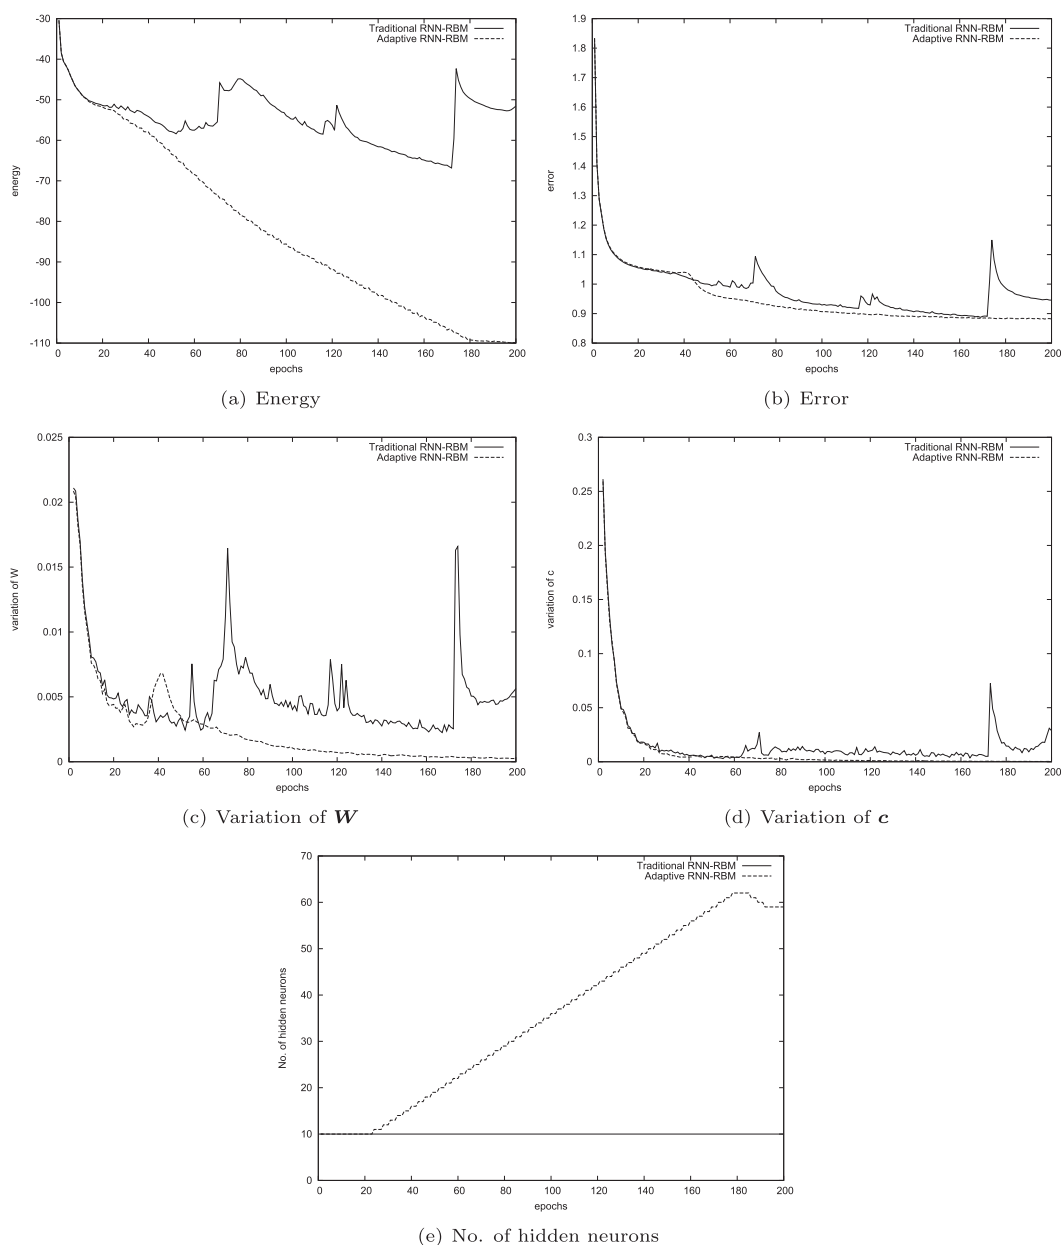 Traditional RNN-RBM
Adaptive RNN-RBM
-30
-40
-50
-60
-70
-80
-90
-100
-110
energy
0 20 40 60 80 100 120 140 160 180 200
epochs
(a) Energy
Traditional RNN-RBM
Adaptive RNN-RBM
1.9
1.8
1.7
1.6
1.5
1.4
1.3
1.2
1.1
1
0.9
0.8
error
0 20 40 60 80 100 120 140 160 180 200
epochs
(b) Error
Traditional RNN-RBM
Adaptive RNN-RBM
0.025
0.02
0.015
0.01
0.005
0
variation of W
0 20 40 60 80 100 120 140 160 180 200
epochs
(c) Variation of W
Traditional RNN-RBM
Adaptive RNN-RBM
0.3
0.25
0.2
0.15
0.1
0.05
0
variation of c
0 20 40 60 80 100 120 140 160 180 200
epochs
(d) Variation of c
Traditional RNN-RBM
Adaptive RNN-RBM
70
60
50
40
30
20
10
0
No. of hidden neurons
0 20 40 60 80 100 120 140 160 180 200
epochs
(e) No. of hidden neurons